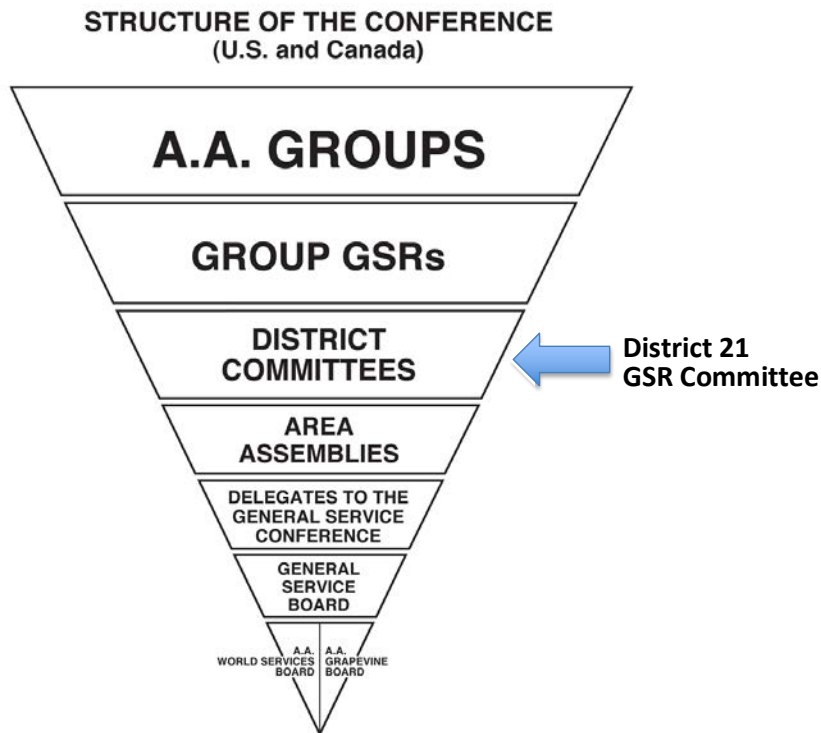 STRUCTURE OF THE CONFERENCE
(U.S. and Canada)
A.A. GROUPS
GROUP GSRs
DISTRICT
COMMITTEES
District 21
GSR Committee
AREA
ASSEMBLIES
DELEGATES TO THE
GENERAL SERVICE
CONFERENCE
GENERAL
SERVICE
BOARD
A.A.
WORLD SERVICES
BOARD
A.A.
GRAPEVINE
BOARD